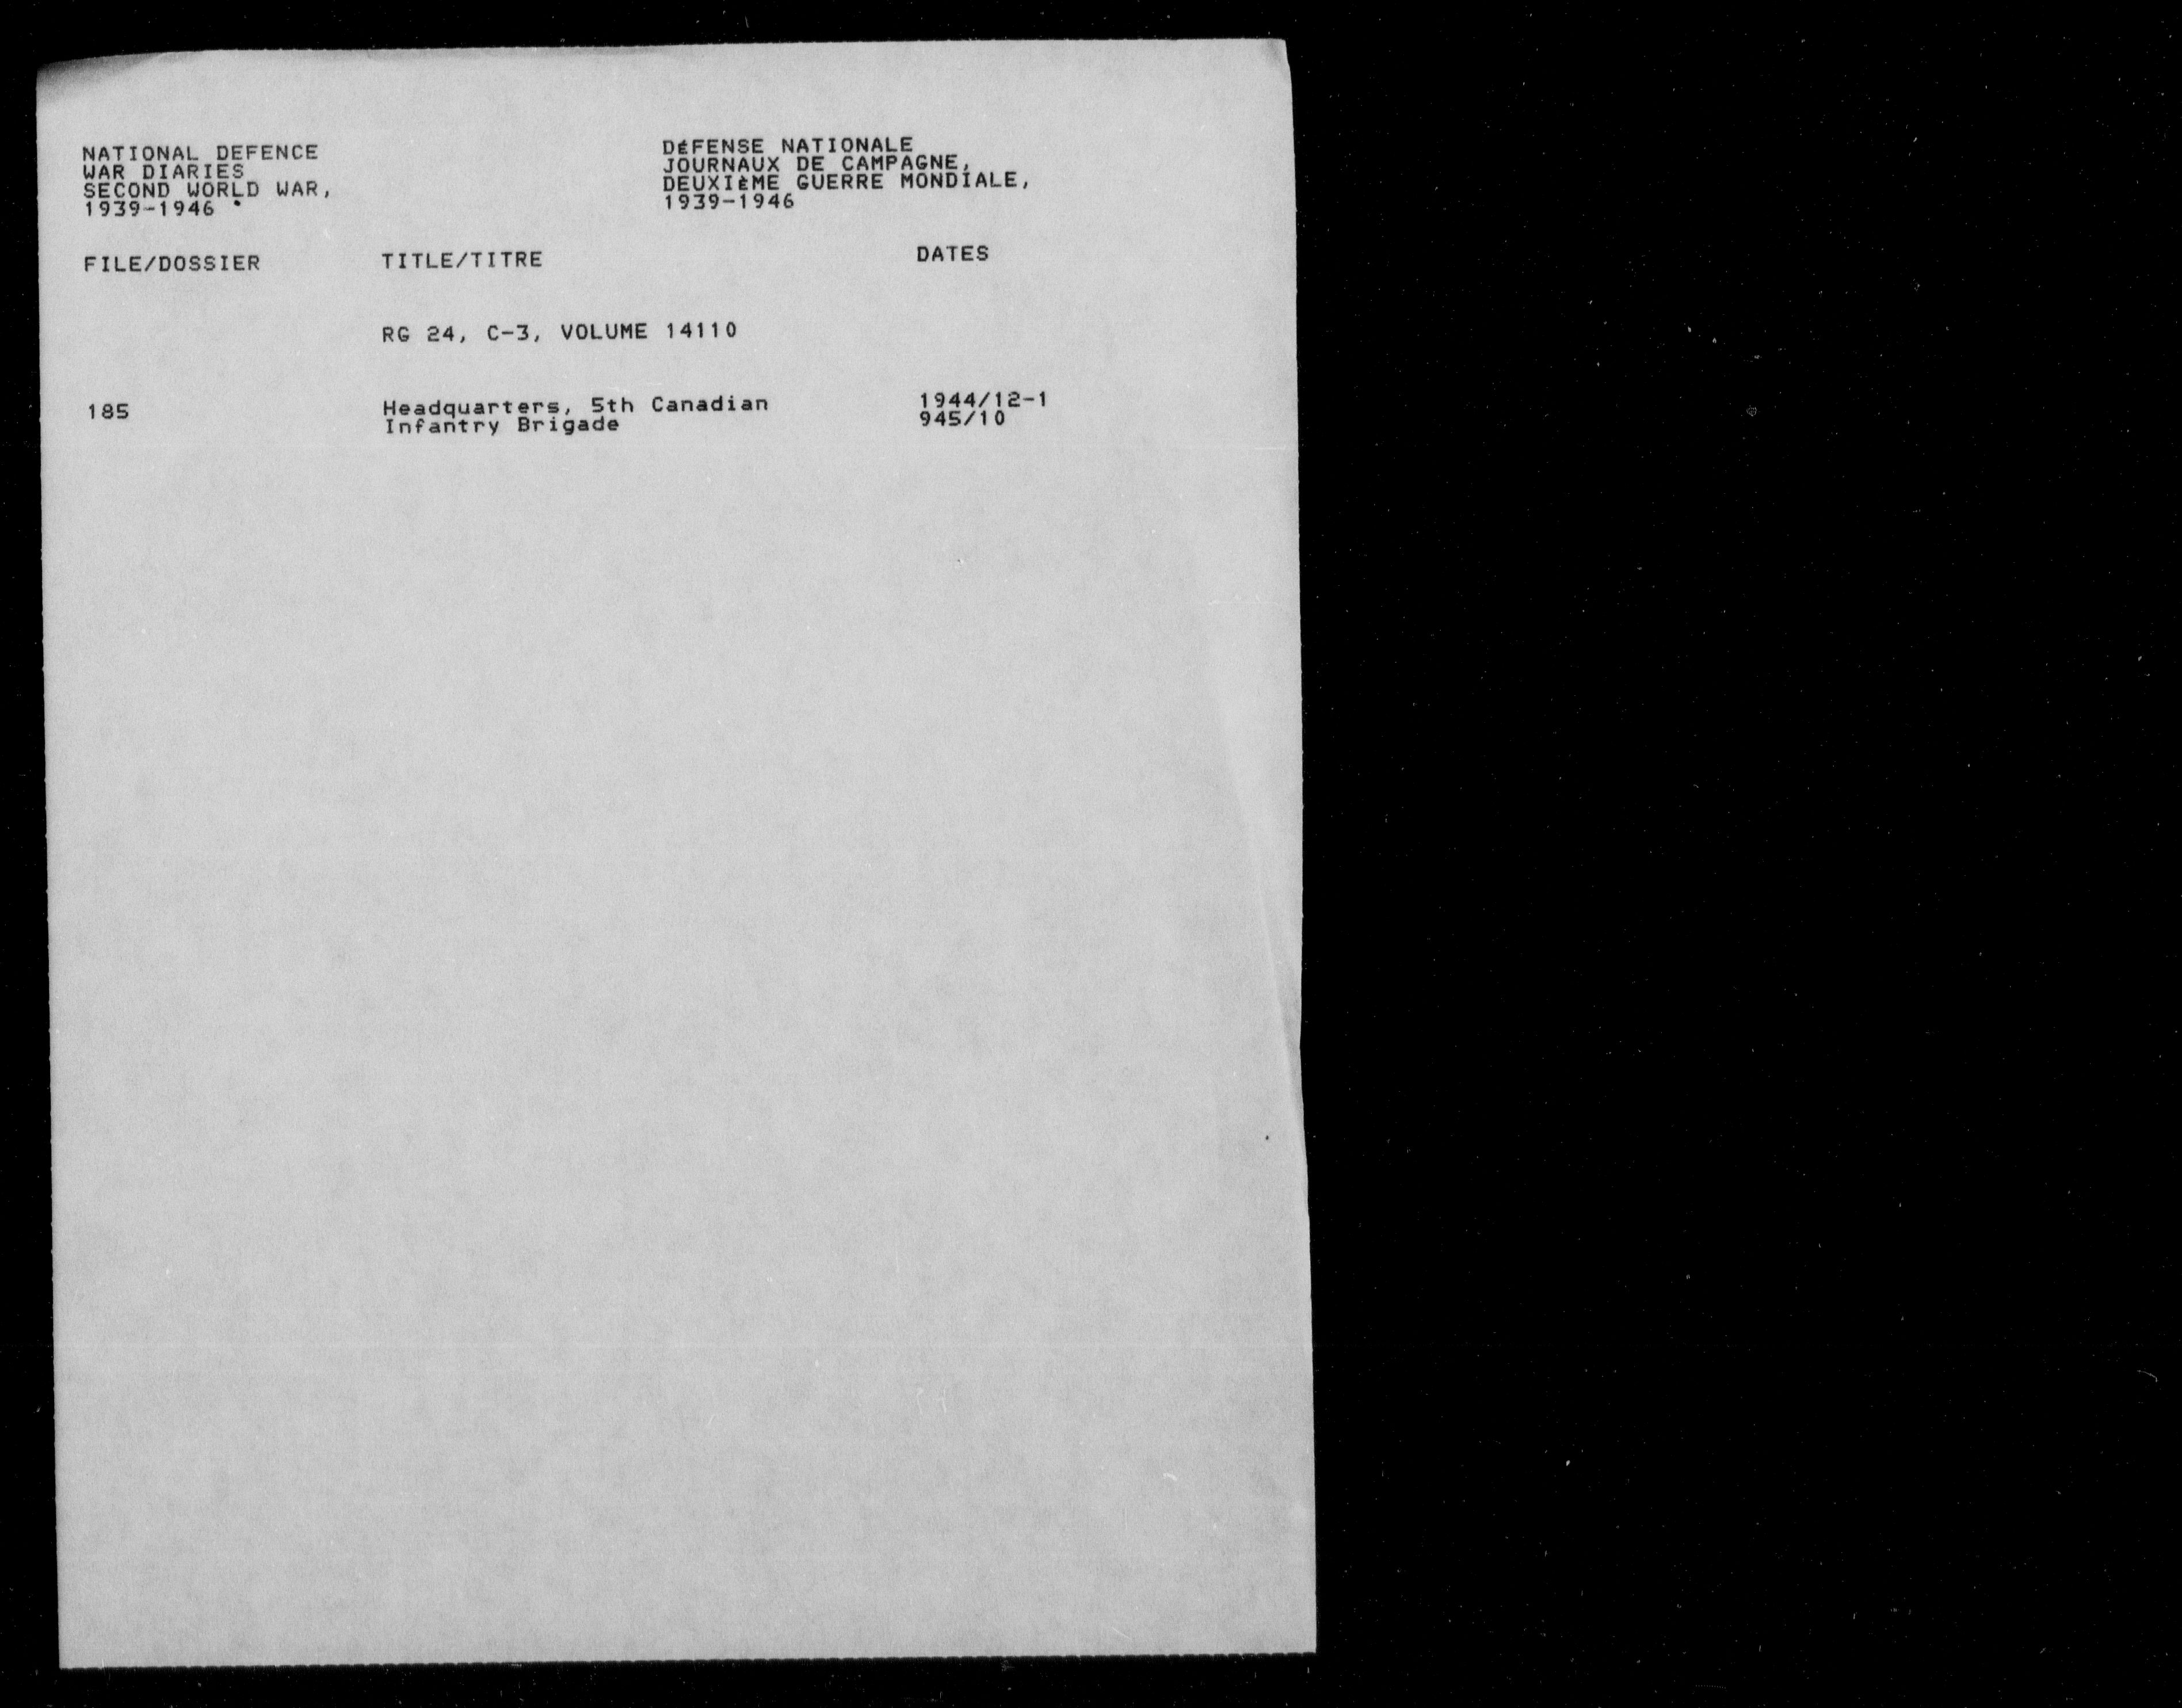 NATIONAL DEFENCE
WAR DIARIES
SECOND WORLD WAR,
1939-1946
DÉFENSE NATIONALE
JOURNAUX DE CAMPAGNE,
DEUXIÈME GUERRE MONDIALE,
1939-1946
FILE/DOSSIER TITLE/TITRE DATES
RG 24, C-3, VOLUME 14110
185 Headquarters, 5th Canadian 1944/12-1
Infantry Brigade 945/10